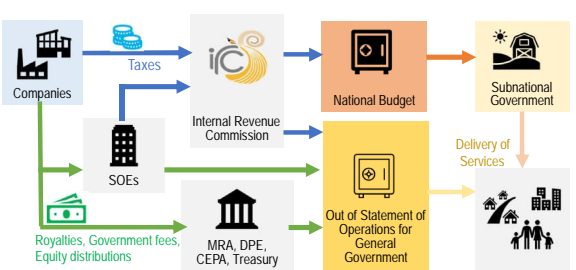 Companies
Taxes
irc
Internal Revenue
Commission
National Budget
Subnational
Government
SOEs
Delivery of
Services
Royalties, Government fees,
Equity distributions
MRA, DPE,
CEPA, Treasury
Out of Statement of
Operations for
General
Government